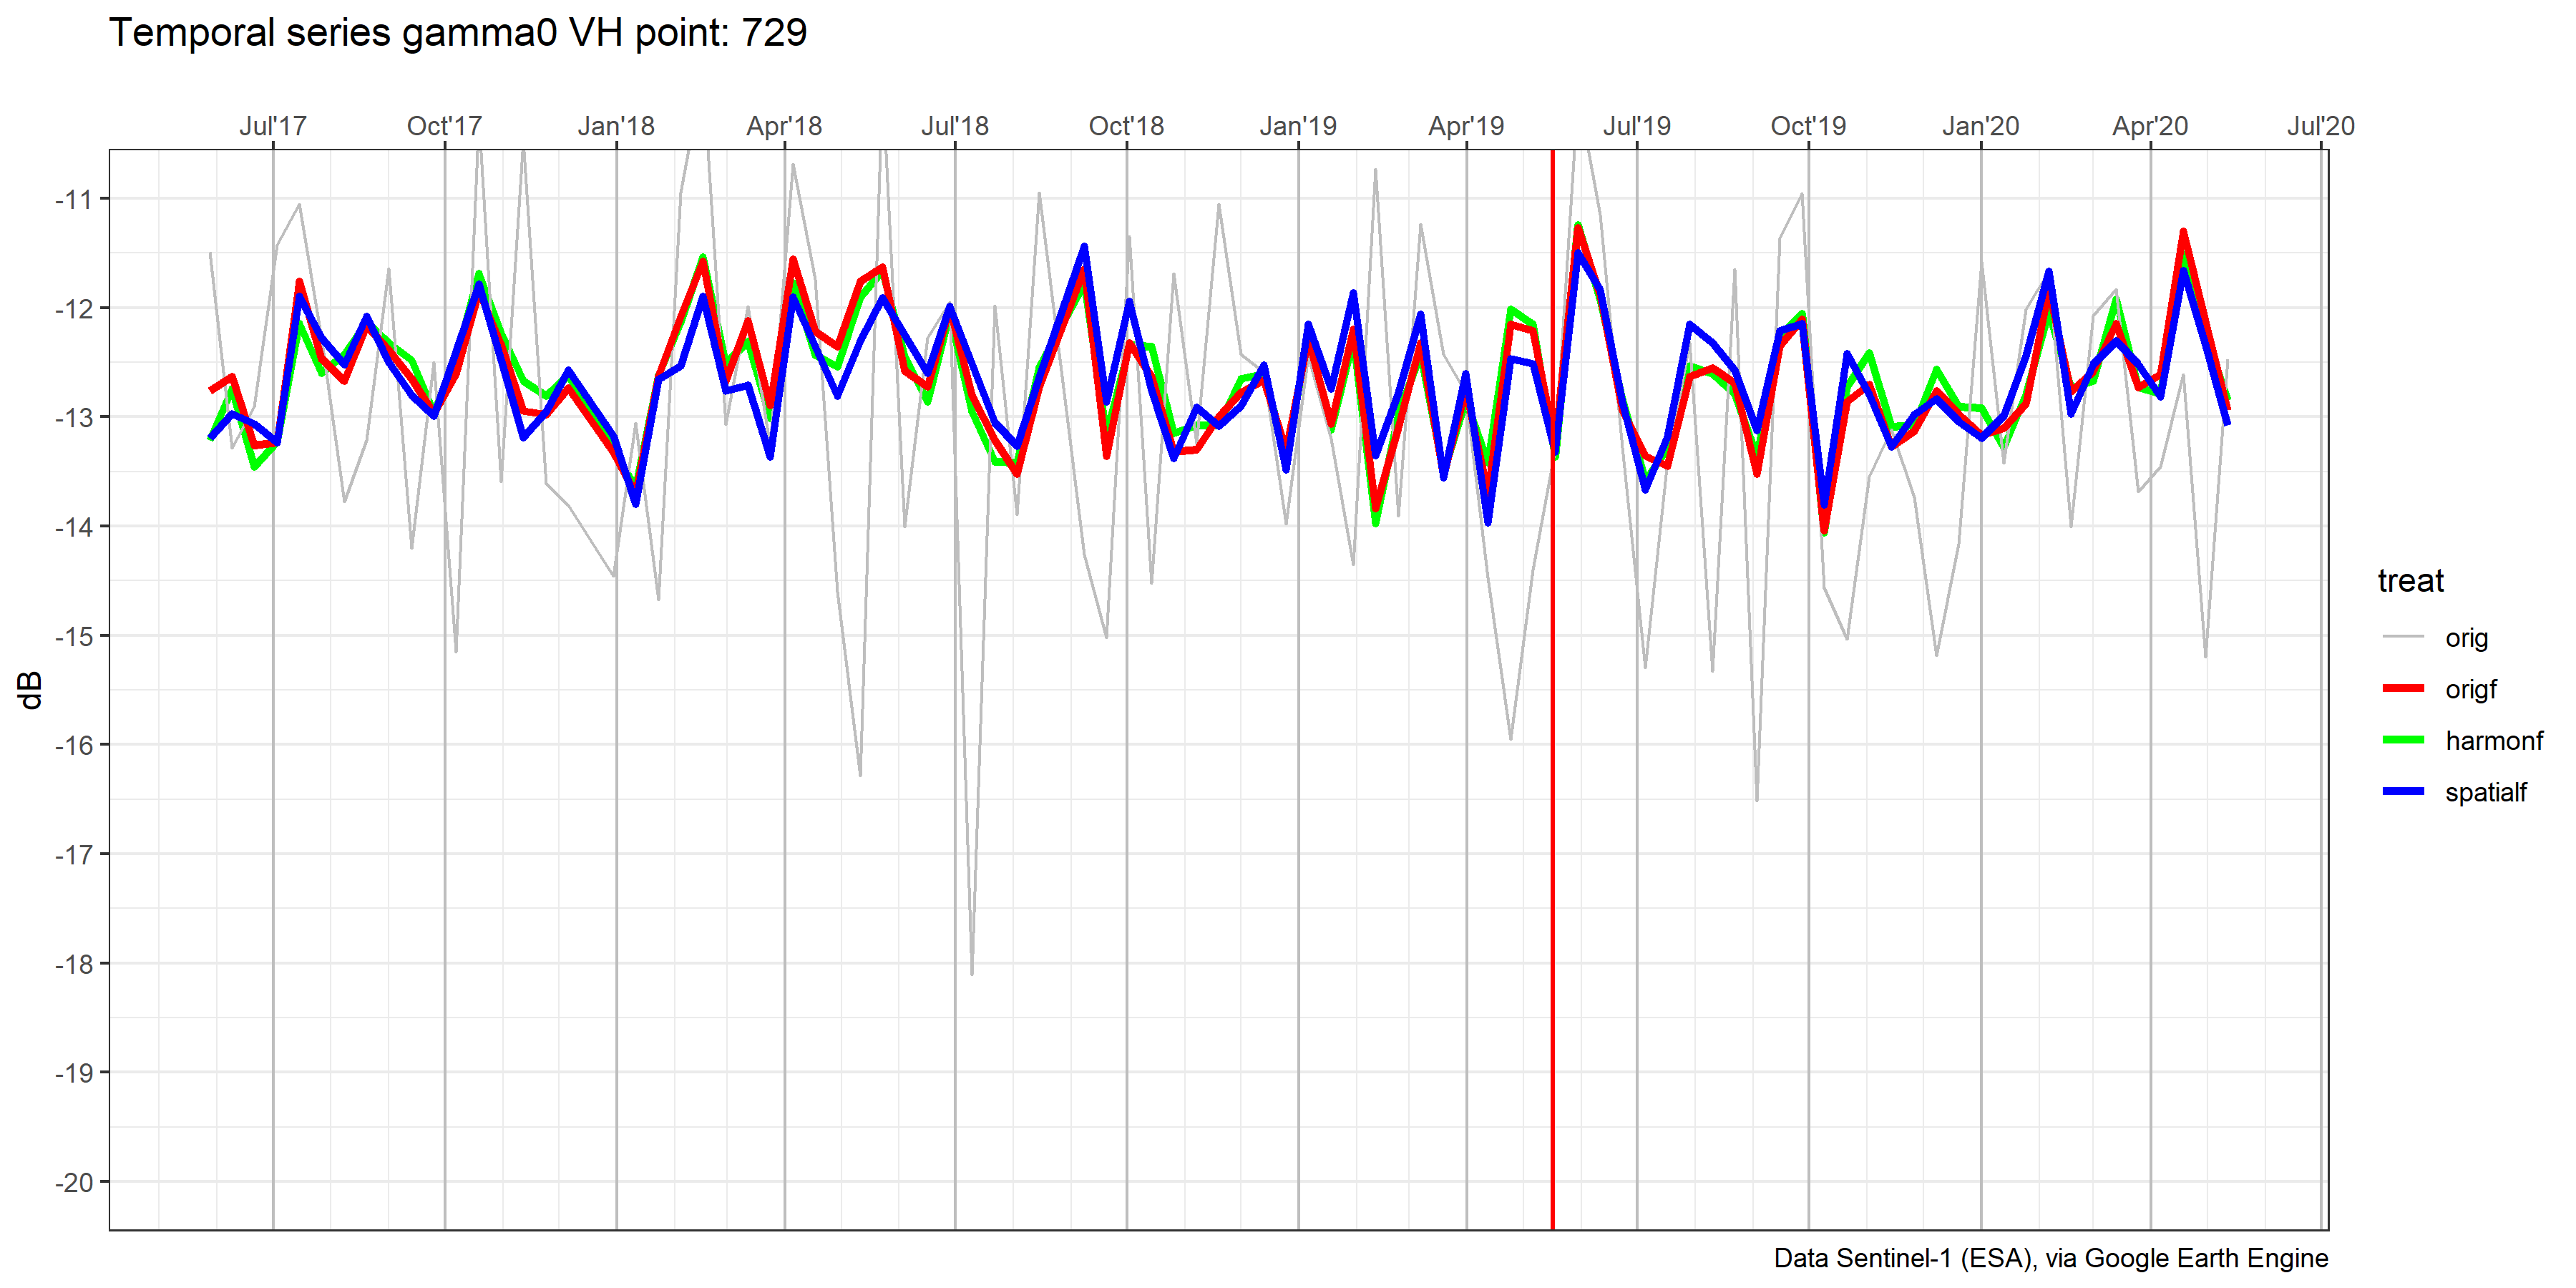 Temporal series gamma0 VH point: 729
Jul'17 Oct'17 Jan'18 Apr'18 Jul'18 Oct'18 Jan'19 Apr'19 Jul'19 Oct'19 Jan'20 Apr'20 Jul'20
-11
-12
-13
-14
-15
-16
-17
-18
-19
-20
dB
treat
orig
origf
harmonf
spatialf
Data Sentinel-1 (ESA), via Google Earth Engine